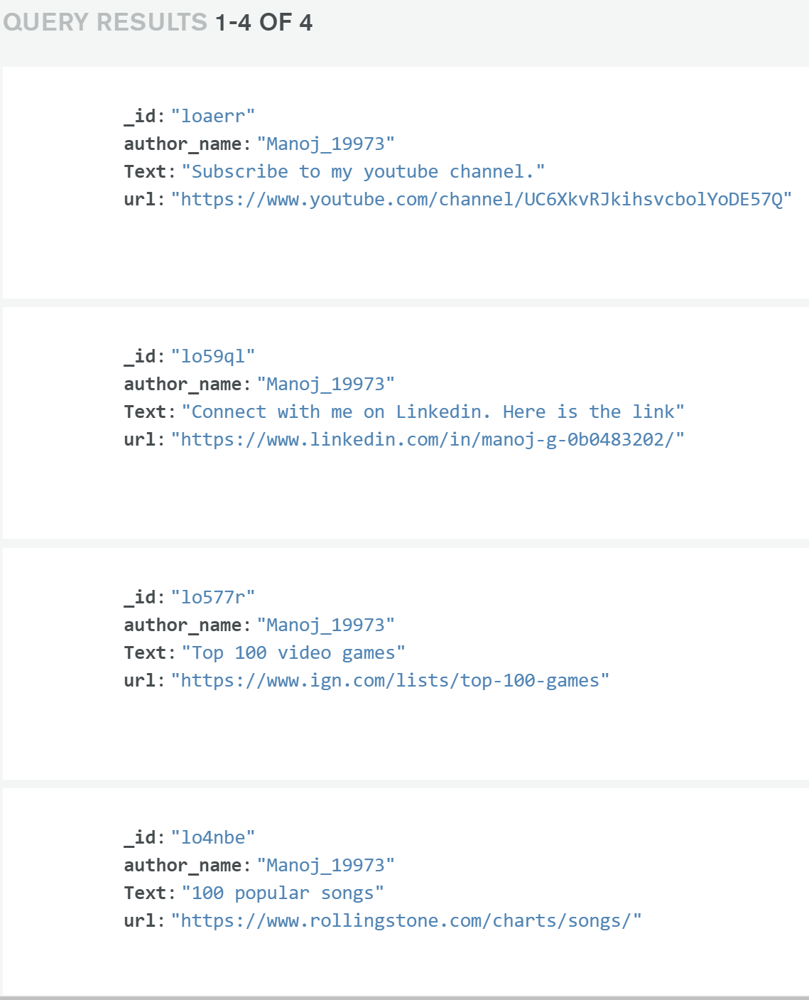 QUERY RESULTS 1-4 OF 4
_id: "loaerr"
author_name: "Manoj_19973"
Text: "Subscribe to my youtube channel."
url: "https://www.youtube.com/channel/UC6XkvRJkihsvcbolYoDE57Q"
_id: "lo59ql"
author_name: "Manoj_19973"
Text: "Connect with me on Linkedin. Here is the link"
url: "https://www.linkedin.com/in/manoj-g-0b0483202/"
_id: "lo577r"
author_name: "Manoj_19973"
Text: "Top 100 video games"
url: "https://www.ign.com/lists/top-100-games"
_id: "lo4nbe"
author_name: "Manoj_19973"
Text: "100 popular songs"
url: "https://www.rollingstone.com/charts/songs/"